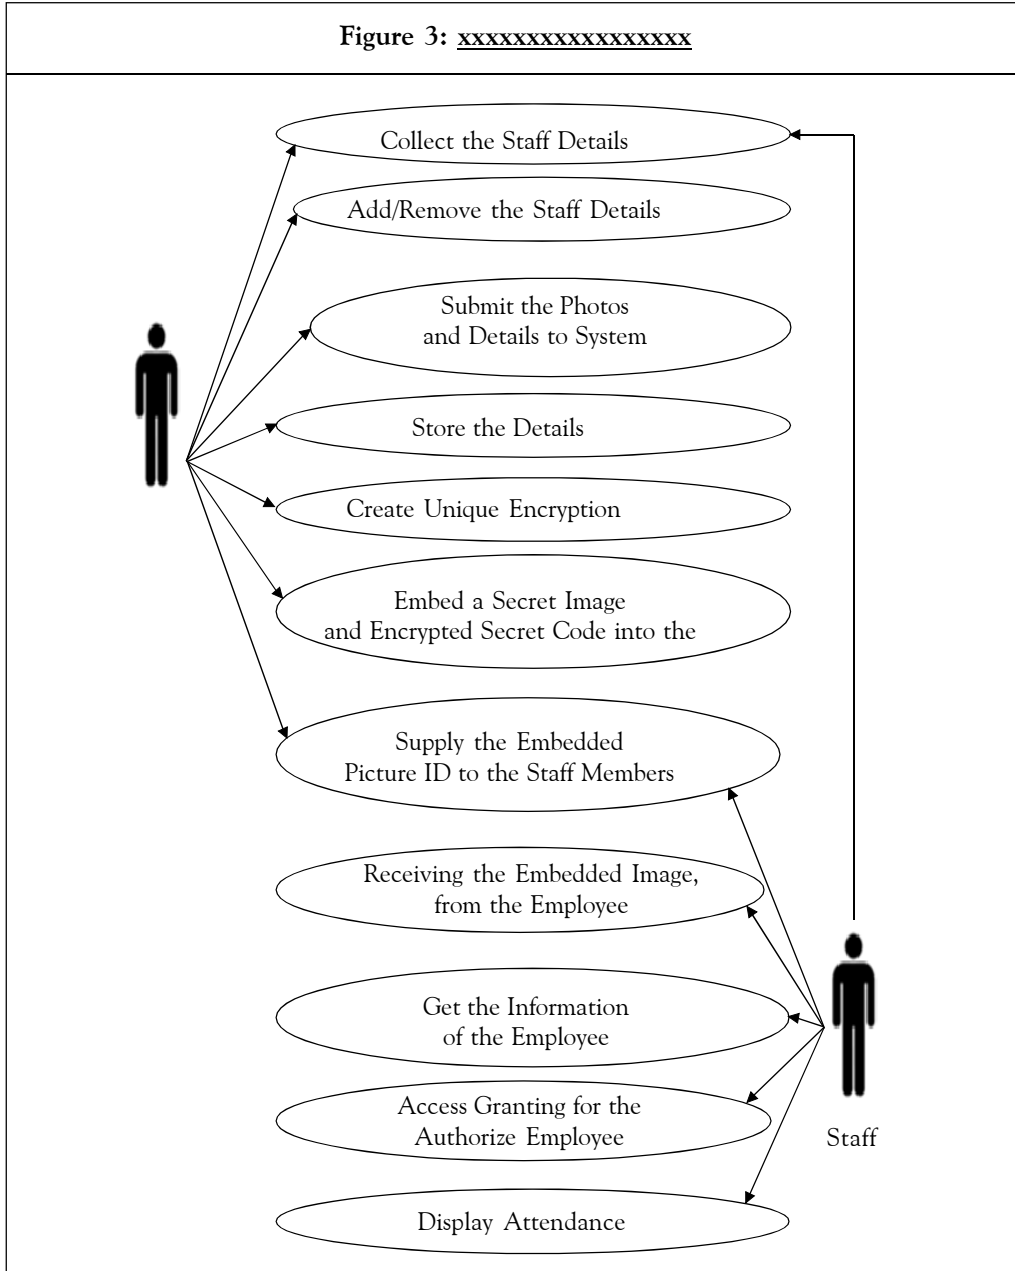 Figure 3: xxxxxxxxxxxxxxxxx
Collect the Staff Details
Add/Remove the Staff Details
Submit the Photos
and Details to System
Store the Details
Create Unique Encryption
Embed a Secret Image
and Encrypted Secret Code into the
Supply the Embedded
Picture ID to the Staff Members
Receiving the Embedded Image,
from the Employee
Get the Information
of the Employee
Access Granting for the
Authorize Employee
Staff
Display Attendance